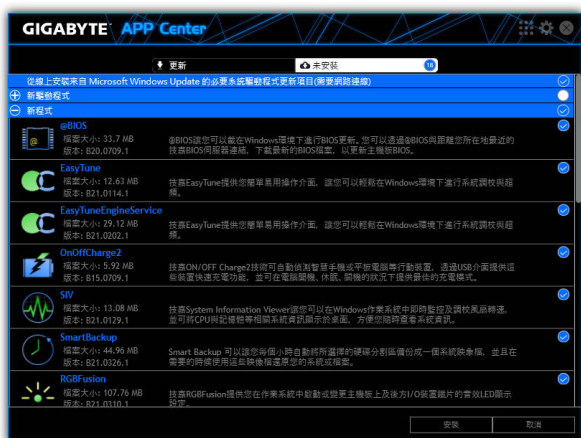 GIGABYTE APP Center
更新
未安裝 18
從線上安裝來自 Microsoft Windows Update 的必要系統驅動程式更新項目(需要網路連線)
新驅動程式
新程式
@BIOS
檔案大小: 33.7 MB
版本: B20.0709.1
@BIOS讓您可以載在Windows環境下進行BIOS更新。您可以透過@BIOS與距離您所在地最近的
技嘉BIOS伺服器連結，下載最新的BIOS檔案，以更新主機板BIOS。
EasyTune
檔案大小: 12.63 MB
版本: B21.0114.1
技嘉EasyTune提供您簡單易用操作介面，讓您可以輕鬆在Windows環境下進行系統調校與超
頻。
EasyTuneEngineService
檔案大小: 29.12 MB
版本: B21.0202.1
技嘉EasyTune提供您簡單易用操作介面，讓您可以輕鬆在Windows環境下進行系統調校與超
頻。
OnOffCharge2
檔案大小: 5.92 MB
版本: B15.0709.1
技嘉ON/OFF Charge2技術可自動偵測智慧手機或平板電腦等行動裝置，透過USB介面提供這
些裝置快速充電功能，並可在電腦開機、休眠、關機的狀況下提供最佳的充電模式。
SIV
檔案大小: 13.08 MB
版本: B21.0129.1
技嘉System Information Viewer讓您可以在Windows作業系統中即時監控及調校風扇轉速，
並可將CPU與記憶體等相關系統資訊顯示於桌面，方便您隨時查看系統資訊。
SmartBackup
檔案大小: 44.96 MB
版本: B21.0326.1
Smart Backup 可以讓您每個小時自動將所選擇的硬碟分割區備份成一個系統映象檔，並且在
需要的時候使用這些映像檔還原您的系統或檔案。
RGBFusion
檔案大小: 107.76 MB
版本: B21.0310.1
技嘉RGBFusion提供您在作業系統中啟動或變更主機板上及後方I/O裝置鐵片的音效LED顯示
設定。
安裝
取消